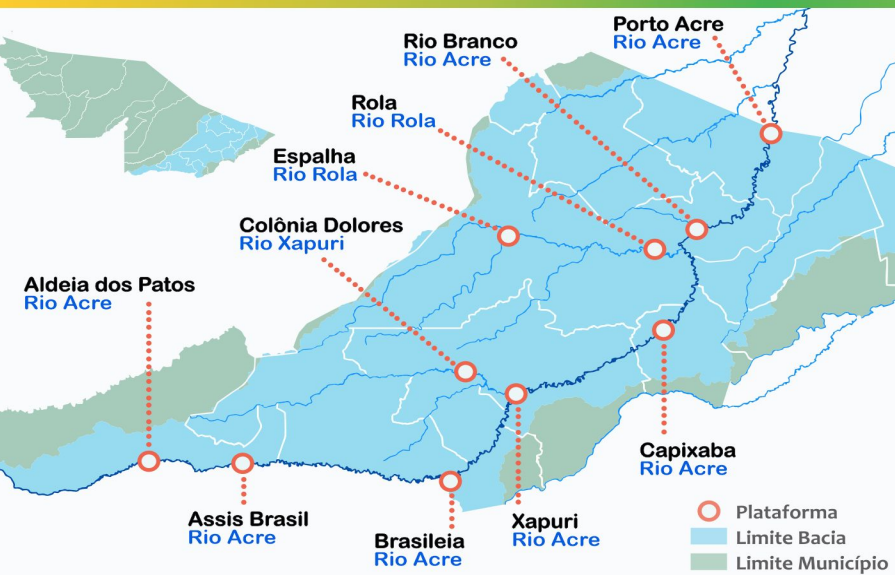 Porto Acre
Rio Acre
Rio Branco
Rio Acre
Rola
Rio Rola
Espalha
Rio Rola
Colônia Dolores
Rio Xapuri
Aldeia dos Patos
Rio Acre
Capixaba
Rio Acre
Assis Brasil
Rio Acre
Xapuri
Rio Acre
Brasileia
Rio Acre
Plataforma
Limite Bacia
Limite Município